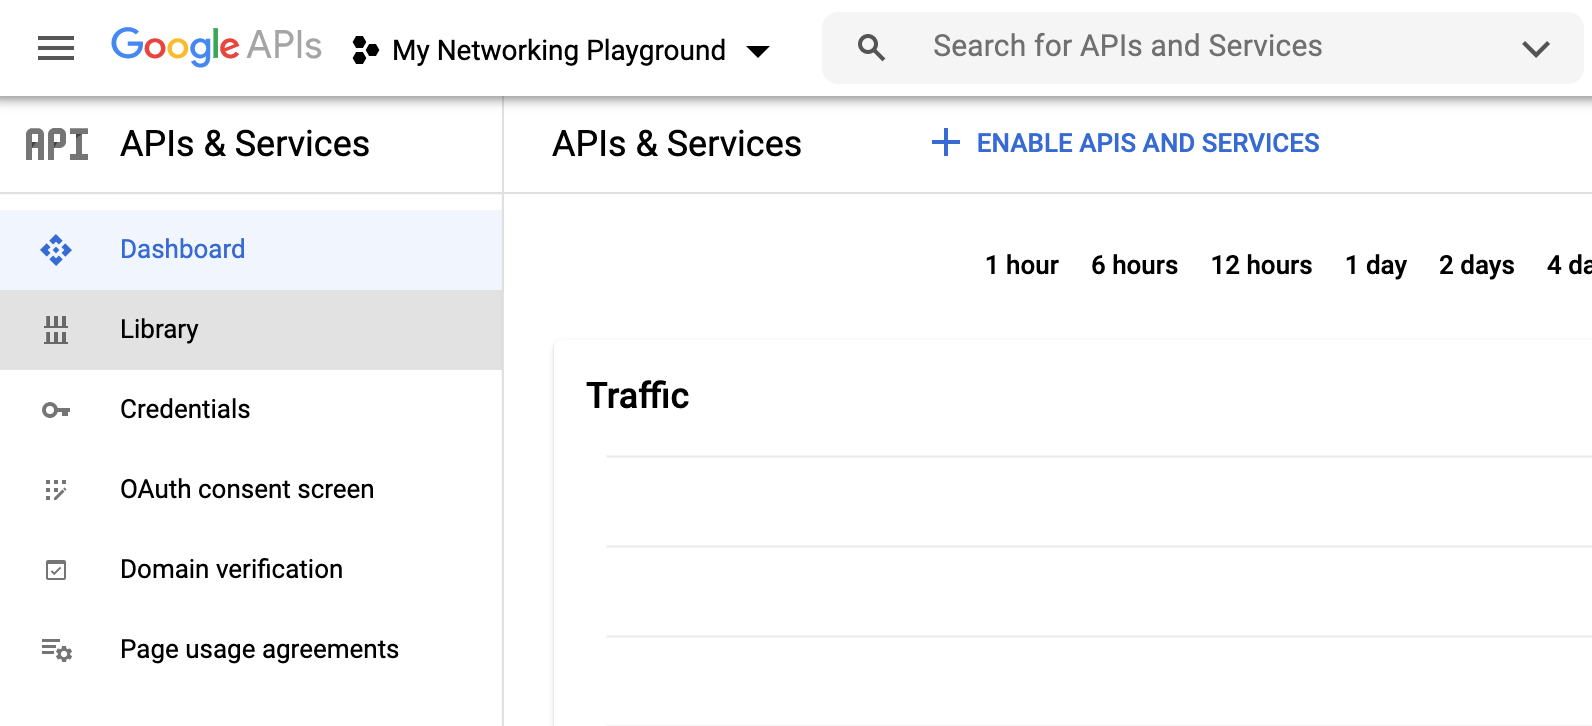 Google APIs My Networking Playground Search for APIs and Services
API APIs & Services
APIs & Services ENABLE APIS AND SERVICES
Dashboard
Library
Credentials
OAuth consent screen
Domain verification
Page usage agreements
1 hour 6 hours 12 hours 1 day 2 days 4 da
Traffic